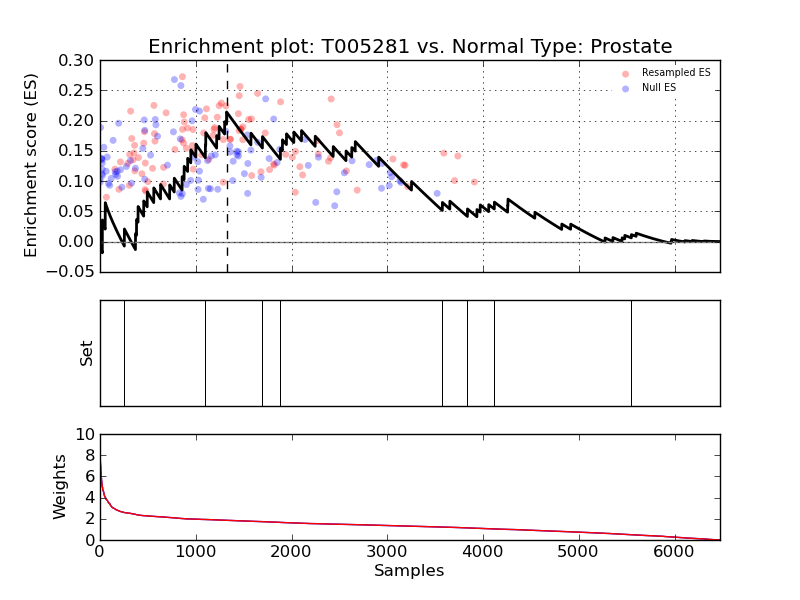 Enrichment plot: T005281 vs. Normal Type: Prostate
Enrichment score (ES)
0.30
0.25
0.20
0.15
0.10
0.05
0.00
−0.05
Resampled ES
Null ES
Set
Weights
10
8
6
4
2
0
0 1000 2000 3000 4000 5000 6000
Samples